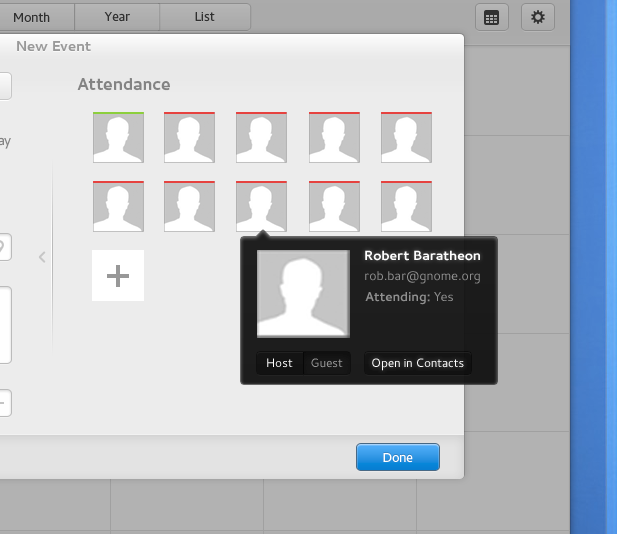 Month Year List
New Event
Attendance
ay
Robert Baratheon
rob.bar@gnome.org
Attending: Yes
Host Guest Open in Contacts
Done